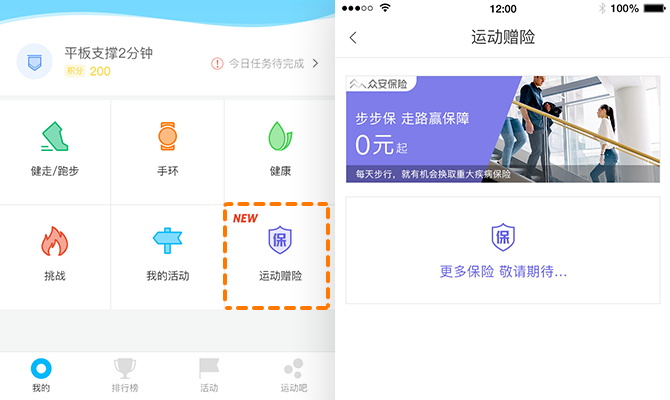 平板支撑2分钟
积分 200
今日任务待完成
健走/跑步
手环
健康
NEW
保
挑战
我的活动
运动赠险
我的
排行榜
活动
运动吧
12:00
100%
运动赠险
众安保险
步步保 走路赢保障
0元起
每天步行，就有机会换取重大疾病保险
保
更多保险 敬请期待...